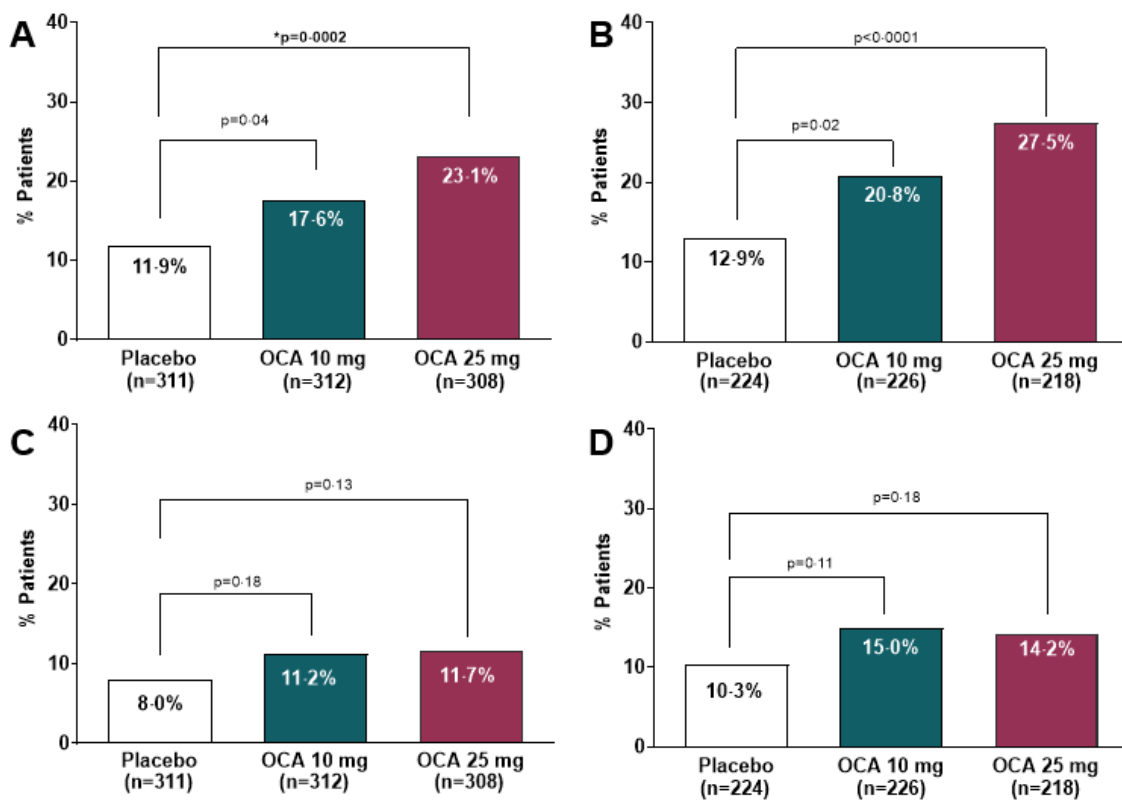 A
% Patients
40
30
20
10
0
*p=0·0002
p=0·04
11·9%
17·6%
23·1%
Placebo
(n=311)
OCA 10 mg
(n=312)
OCA 25 mg
(n=308)
B
% Patients
40
30
20
10
0
p<0·0001
p=0·02
12·9%
20·8%
27·5%
Placebo
(n=224)
OCA 10 mg
(n=226)
OCA 25 mg
(n=218)
C
% Patients
40
30
20
10
0
p=0·13
p=0·18
8·0%
11·2%
11·7%
Placebo
(n=311)
OCA 10 mg
(n=312)
OCA 25 mg
(n=308)
D
% Patients
40
30
20
10
0
p=0·18
p=0·11
10·3%
15·0%
14·2%
Placebo
(n=224)
OCA 10 mg
(n=226)
OCA 25 mg
(n=218)